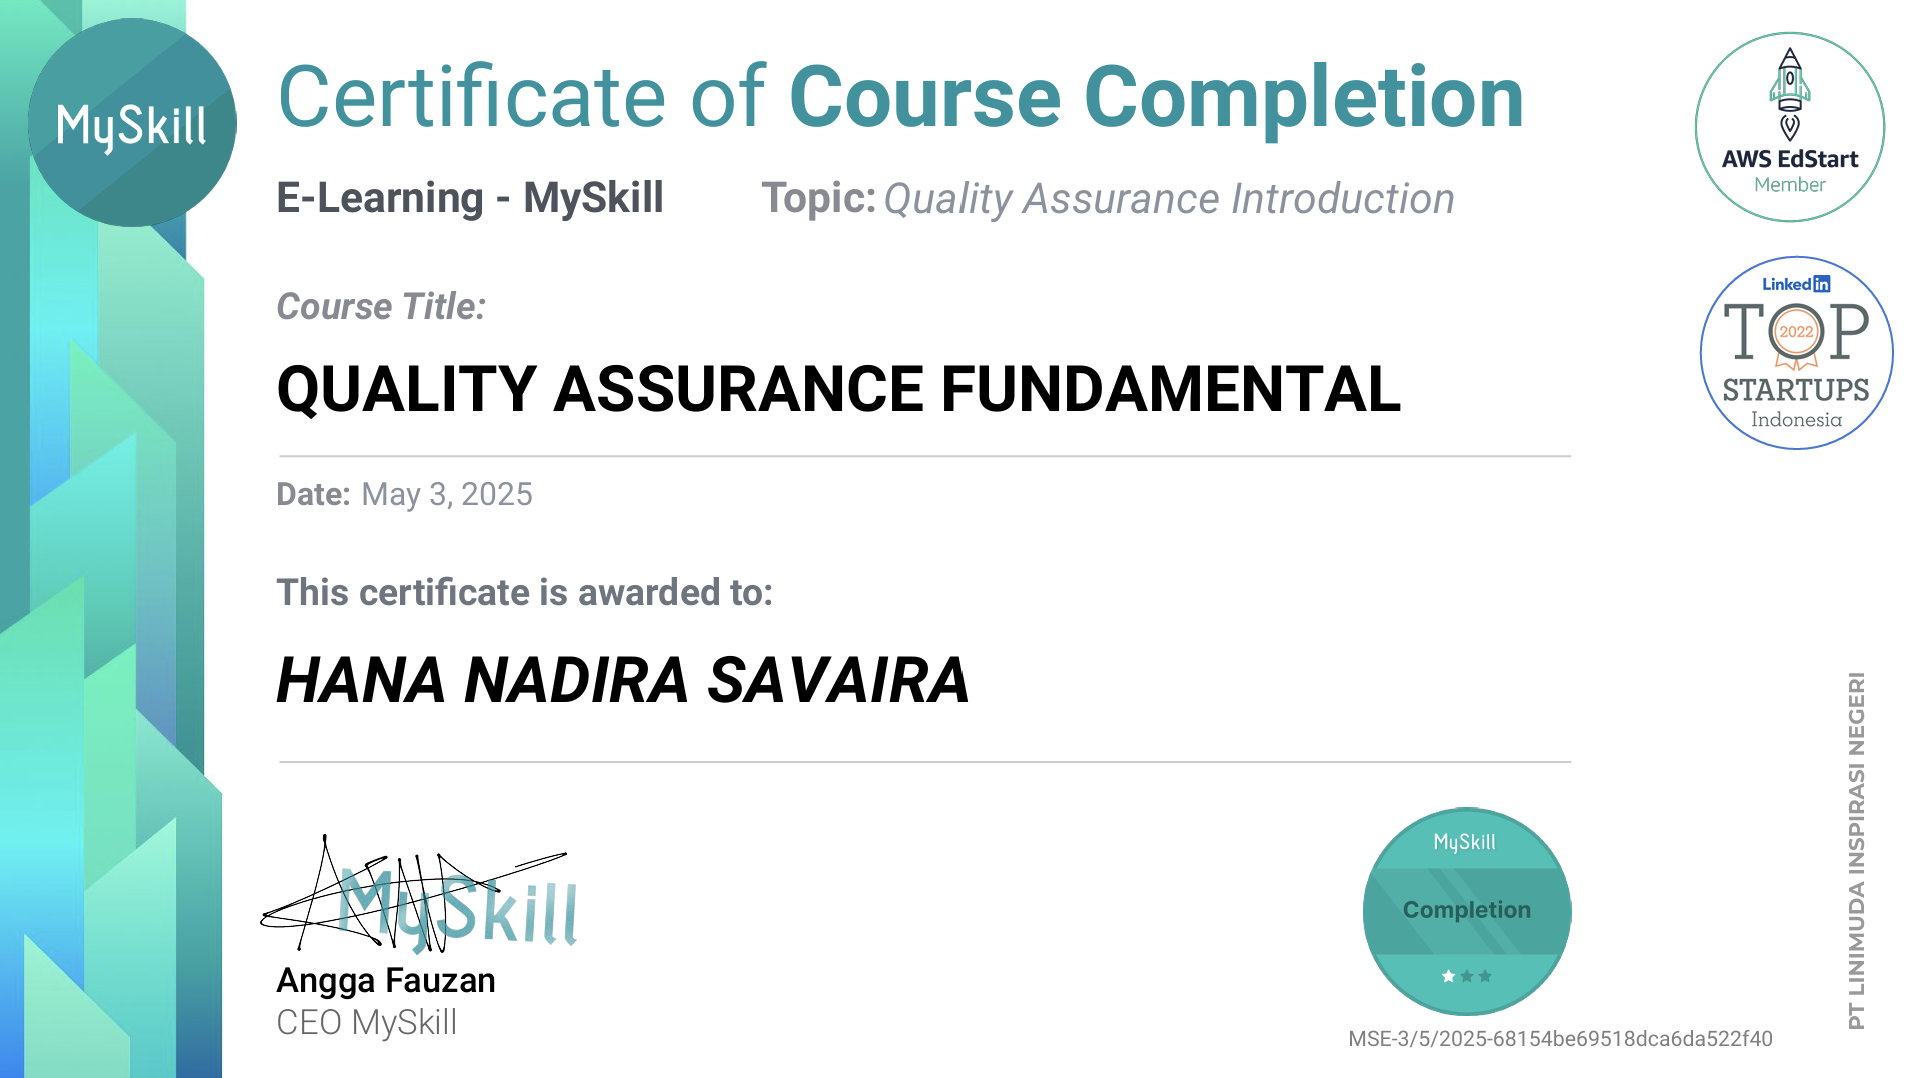 MySkill
Certificate of Course Completion
E-Learning - MySkill
Topic: Quality Assurance Introduction
AWS EdStart
Member
Linked in
TOP
2022
STARTUPS
Indonesia
Course Title:
QUALITY ASSURANCE FUNDAMENTAL
Date: May 3, 2025
This certificate is awarded to:
HANA NADIRA SAVAIRA
MySkill
Angga Fauzan
CEO MySkill
MySkill
Completion
MSE-3/5/2025-68154be69518dca6da522f40
PT LINIMUDA INSPIRASI NEGERI